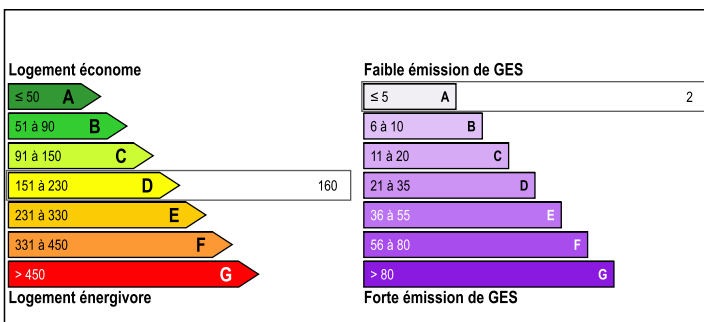 Logement économe
≤ 50 A
51 à 90 B
91 à 150 C
151 à 230 D 160
231 à 330 E
331 à 450 F
> 450 G
Logement énergivore
Faible émission de GES
≤ 5 A 2
6 à 10 B
11 à 20 C
21 à 35 D
36 à 55 E
56 à 80 F
> 80 G
Forte émission de GES